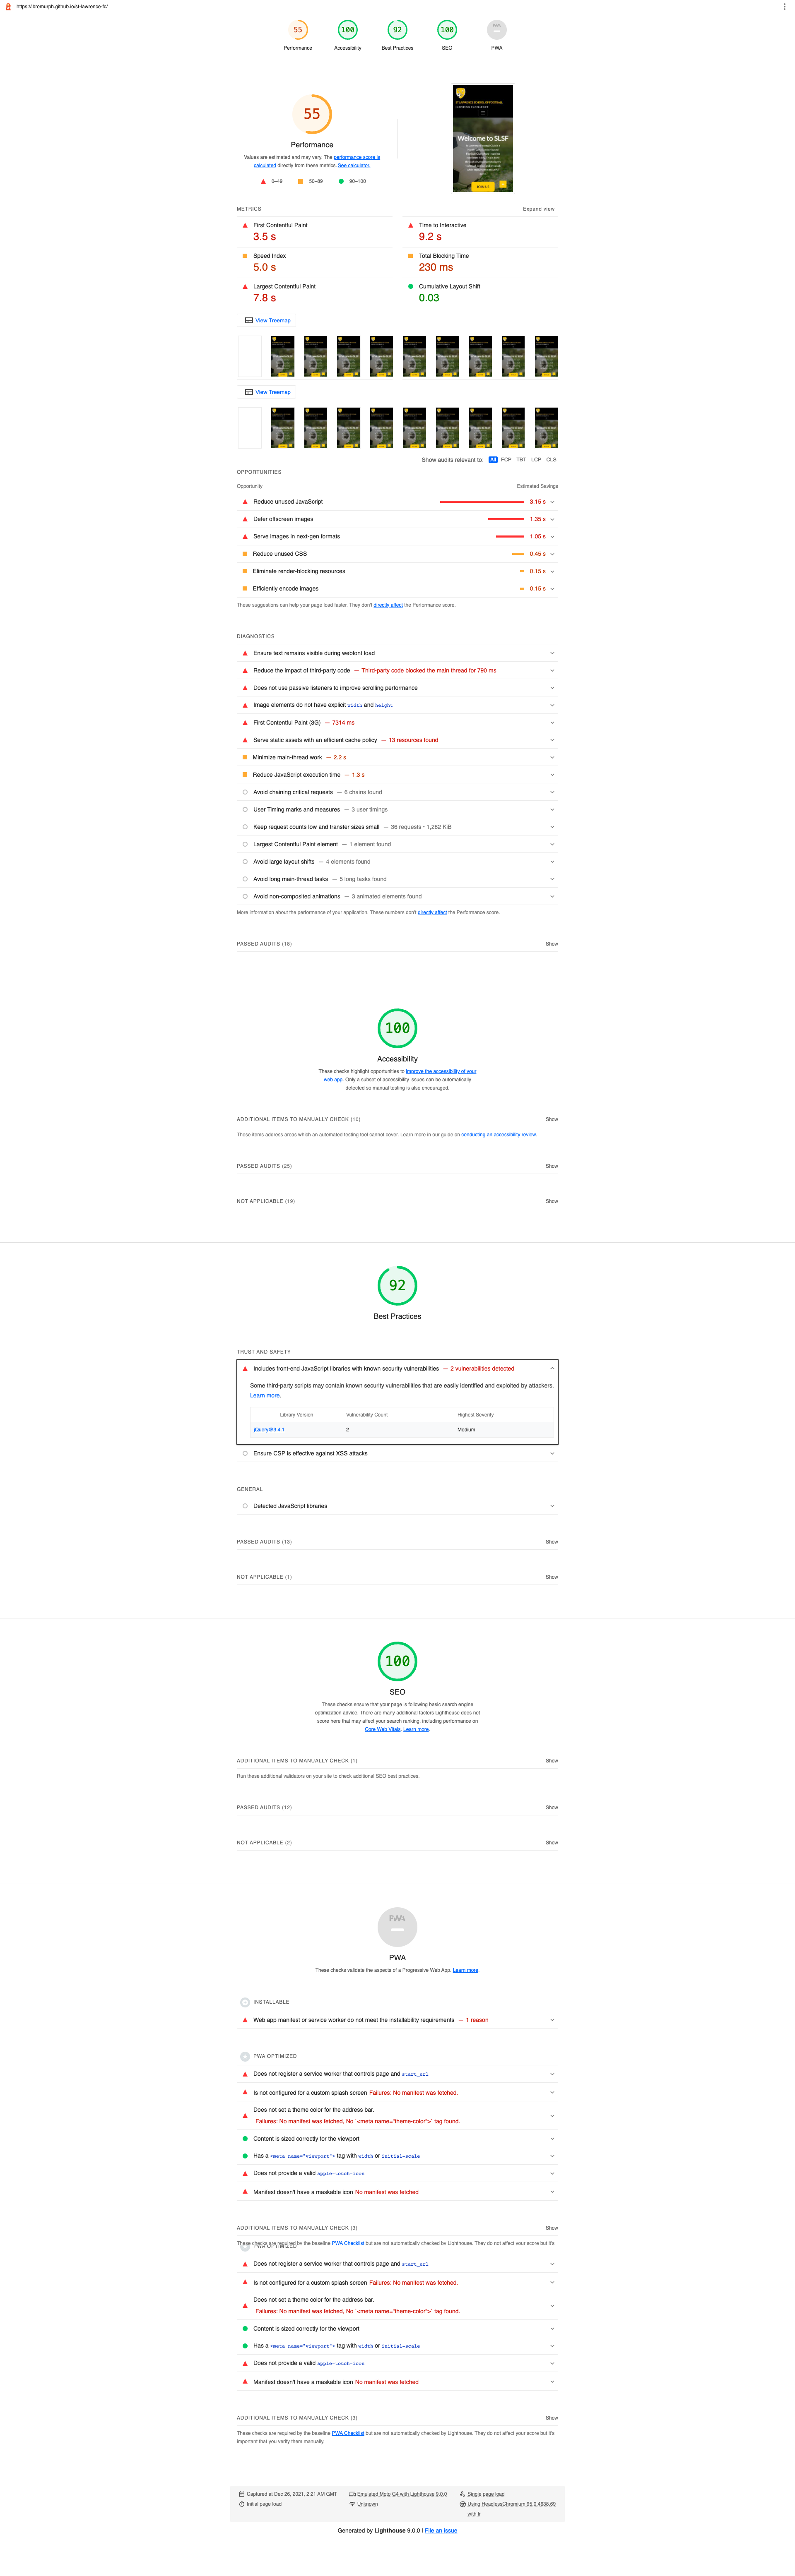 https://ibromurph.github.io/st-lawrence-fc/
55
100
92
100
PWA
Performance
Accessibility
Best Practices
SEO
PWA
55
Performance
Values are estimated and may vary. The performance score is
calculated directly from these metrics. See calculator.
0–49
50–89
90–100
ST LAWRENCE SCHOOL OF FOOTBALL
Welcome to SLSF
JOIN US
METRICS
Expand view
First Contentful Paint
3.5 s
Time to Interactive
9.2 s
Speed Index
5.0 s
Total Blocking Time
230 ms
Largest Contentful Paint
7.8 s
Cumulative Layout Shift
0.03
View Treemap
View Treemap
Show audits relevant to: All FCP TBT LCP CLS
OPPORTUNITIES
Opportunity
Estimated Savings
Reduce unused JavaScript
3.15 s
Defer offscreen images
1.35 s
Serve images in next-gen formats
1.05 s
Reduce unused CSS
0.45 s
Eliminate render-blocking resources
0.15 s
Efficiently encode images
0.15 s
These suggestions can help your page load faster. They don't directly affect the Performance score.
DIAGNOSTICS
Ensure text remains visible during webfont load
Reduce the impact of third-party code — Third-party code blocked the main thread for 790 ms
Does not use passive listeners to improve scrolling performance
Image elements do not have explicit width and height
First Contentful Paint (3G) — 7314 ms
Serve static assets with an efficient cache policy — 13 resources found
Minimize main-thread work — 2.2 s
Reduce JavaScript execution time — 1.3 s
Avoid chaining critical requests — 6 chains found
User Timing marks and measures — 3 user timings
Keep request counts low and transfer sizes small — 36 requests • 1,282 KiB
Largest Contentful Paint element — 1 element found
Avoid large layout shifts — 4 elements found
Avoid long main-thread tasks — 5 long tasks found
Avoid non-composited animations — 3 animated elements found
More information about the performance of your application. These numbers don't directly affect the Performance score.
PASSED AUDITS (18)
Show
100
Accessibility
These checks highlight opportunities to improve the accessibility of your
web app. Only a subset of accessibility issues can be automatically
detected so manual testing is also encouraged.
ADDITIONAL ITEMS TO MANUALLY CHECK (10)
Show
These items address areas which an automated testing tool cannot cover. Learn more in our guide on conducting an accessibility review.
PASSED AUDITS (25)
Show
NOT APPLICABLE (19)
Show
92
Best Practices
TRUST AND SAFETY
Includes front-end JavaScript libraries with known security vulnerabilities — 2 vulnerabilities detected
Some third-party scripts may contain known security vulnerabilities that are easily identified and exploited by attackers.
Learn more.
Library Version
Vulnerability Count
Highest Severity
jQuery@3.4.1
2
Medium
Ensure CSP is effective against XSS attacks
GENERAL
Detected JavaScript libraries
PASSED AUDITS (13)
Show
NOT APPLICABLE (1)
Show
100
SEO
These checks ensure that your page is following basic search engine
optimization advice. There are many additional factors Lighthouse does not
score here that may affect your search ranking, including performance on
Core Web Vitals. Learn more.
ADDITIONAL ITEMS TO MANUALLY CHECK (1)
Show
Run these additional validators on your site to check additional SEO best practices.
PASSED AUDITS (12)
Show
NOT APPLICABLE (2)
Show
PWA
PWA
These checks validate the aspects of a Progressive Web App. Learn more.
INSTALLABLE
Web app manifest or service worker do not meet the installability requirements — 1 reason
PWA OPTIMIZED
Does not register a service worker that controls page and start_url
Is not configured for a custom splash screen Failures: No manifest was fetched.
Does not set a theme color for the address bar.
Failures: No manifest was fetched, No `<meta name="theme-color">` tag found.
Content is sized correctly for the viewport
Has a <meta name="viewport"> tag with width or initial-scale
Does not provide a valid apple-touch-icon
Manifest doesn't have a maskable icon No manifest was fetched
ADDITIONAL ITEMS TO MANUALLY CHECK (3)
Show
These checks are required by the baseline PWA Checklist but are not automatically checked by Lighthouse. They do not affect your score but it's
PWA OPTIMIZED
Does not register a service worker that controls page and start_url
Is not configured for a custom splash screen Failures: No manifest was fetched.
Does not set a theme color for the address bar.
Failures: No manifest was fetched, No `<meta name="theme-color">` tag found.
Content is sized correctly for the viewport
Has a <meta name="viewport"> tag with width or initial-scale
Does not provide a valid apple-touch-icon
Manifest doesn't have a maskable icon No manifest was fetched
ADDITIONAL ITEMS TO MANUALLY CHECK (3)
Show
These checks are required by the baseline PWA Checklist but are not automatically checked by Lighthouse. They do not affect your score but it's
important that you verify them manually.
Captured at Dec 26, 2021, 2:21 AM GMT
Emulated Moto G4 with Lighthouse 9.0.0
Single page load
Initial page load
Unknown
Using HeadlessChromium 95.0.4638.69
with lr
Generated by Lighthouse 9.0.0 | File an issue